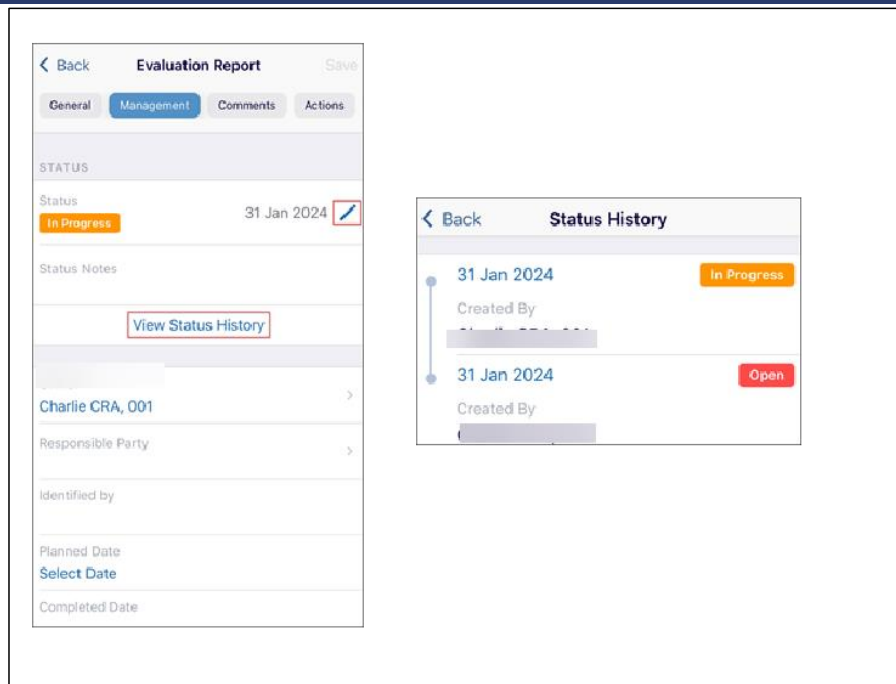 Back Evaluation Report Save
General Management Comments Actions
STATUS
Status
In Progress
31 Jan 2024
Status Notes
View Status History
Charlie CRA, 001
Responsible Party
Identified by
Planned Date
Select Date
Completed Date
Back Status History
31 Jan 2024 In Progress
Created By
31 Jan 2024 Open
Created By